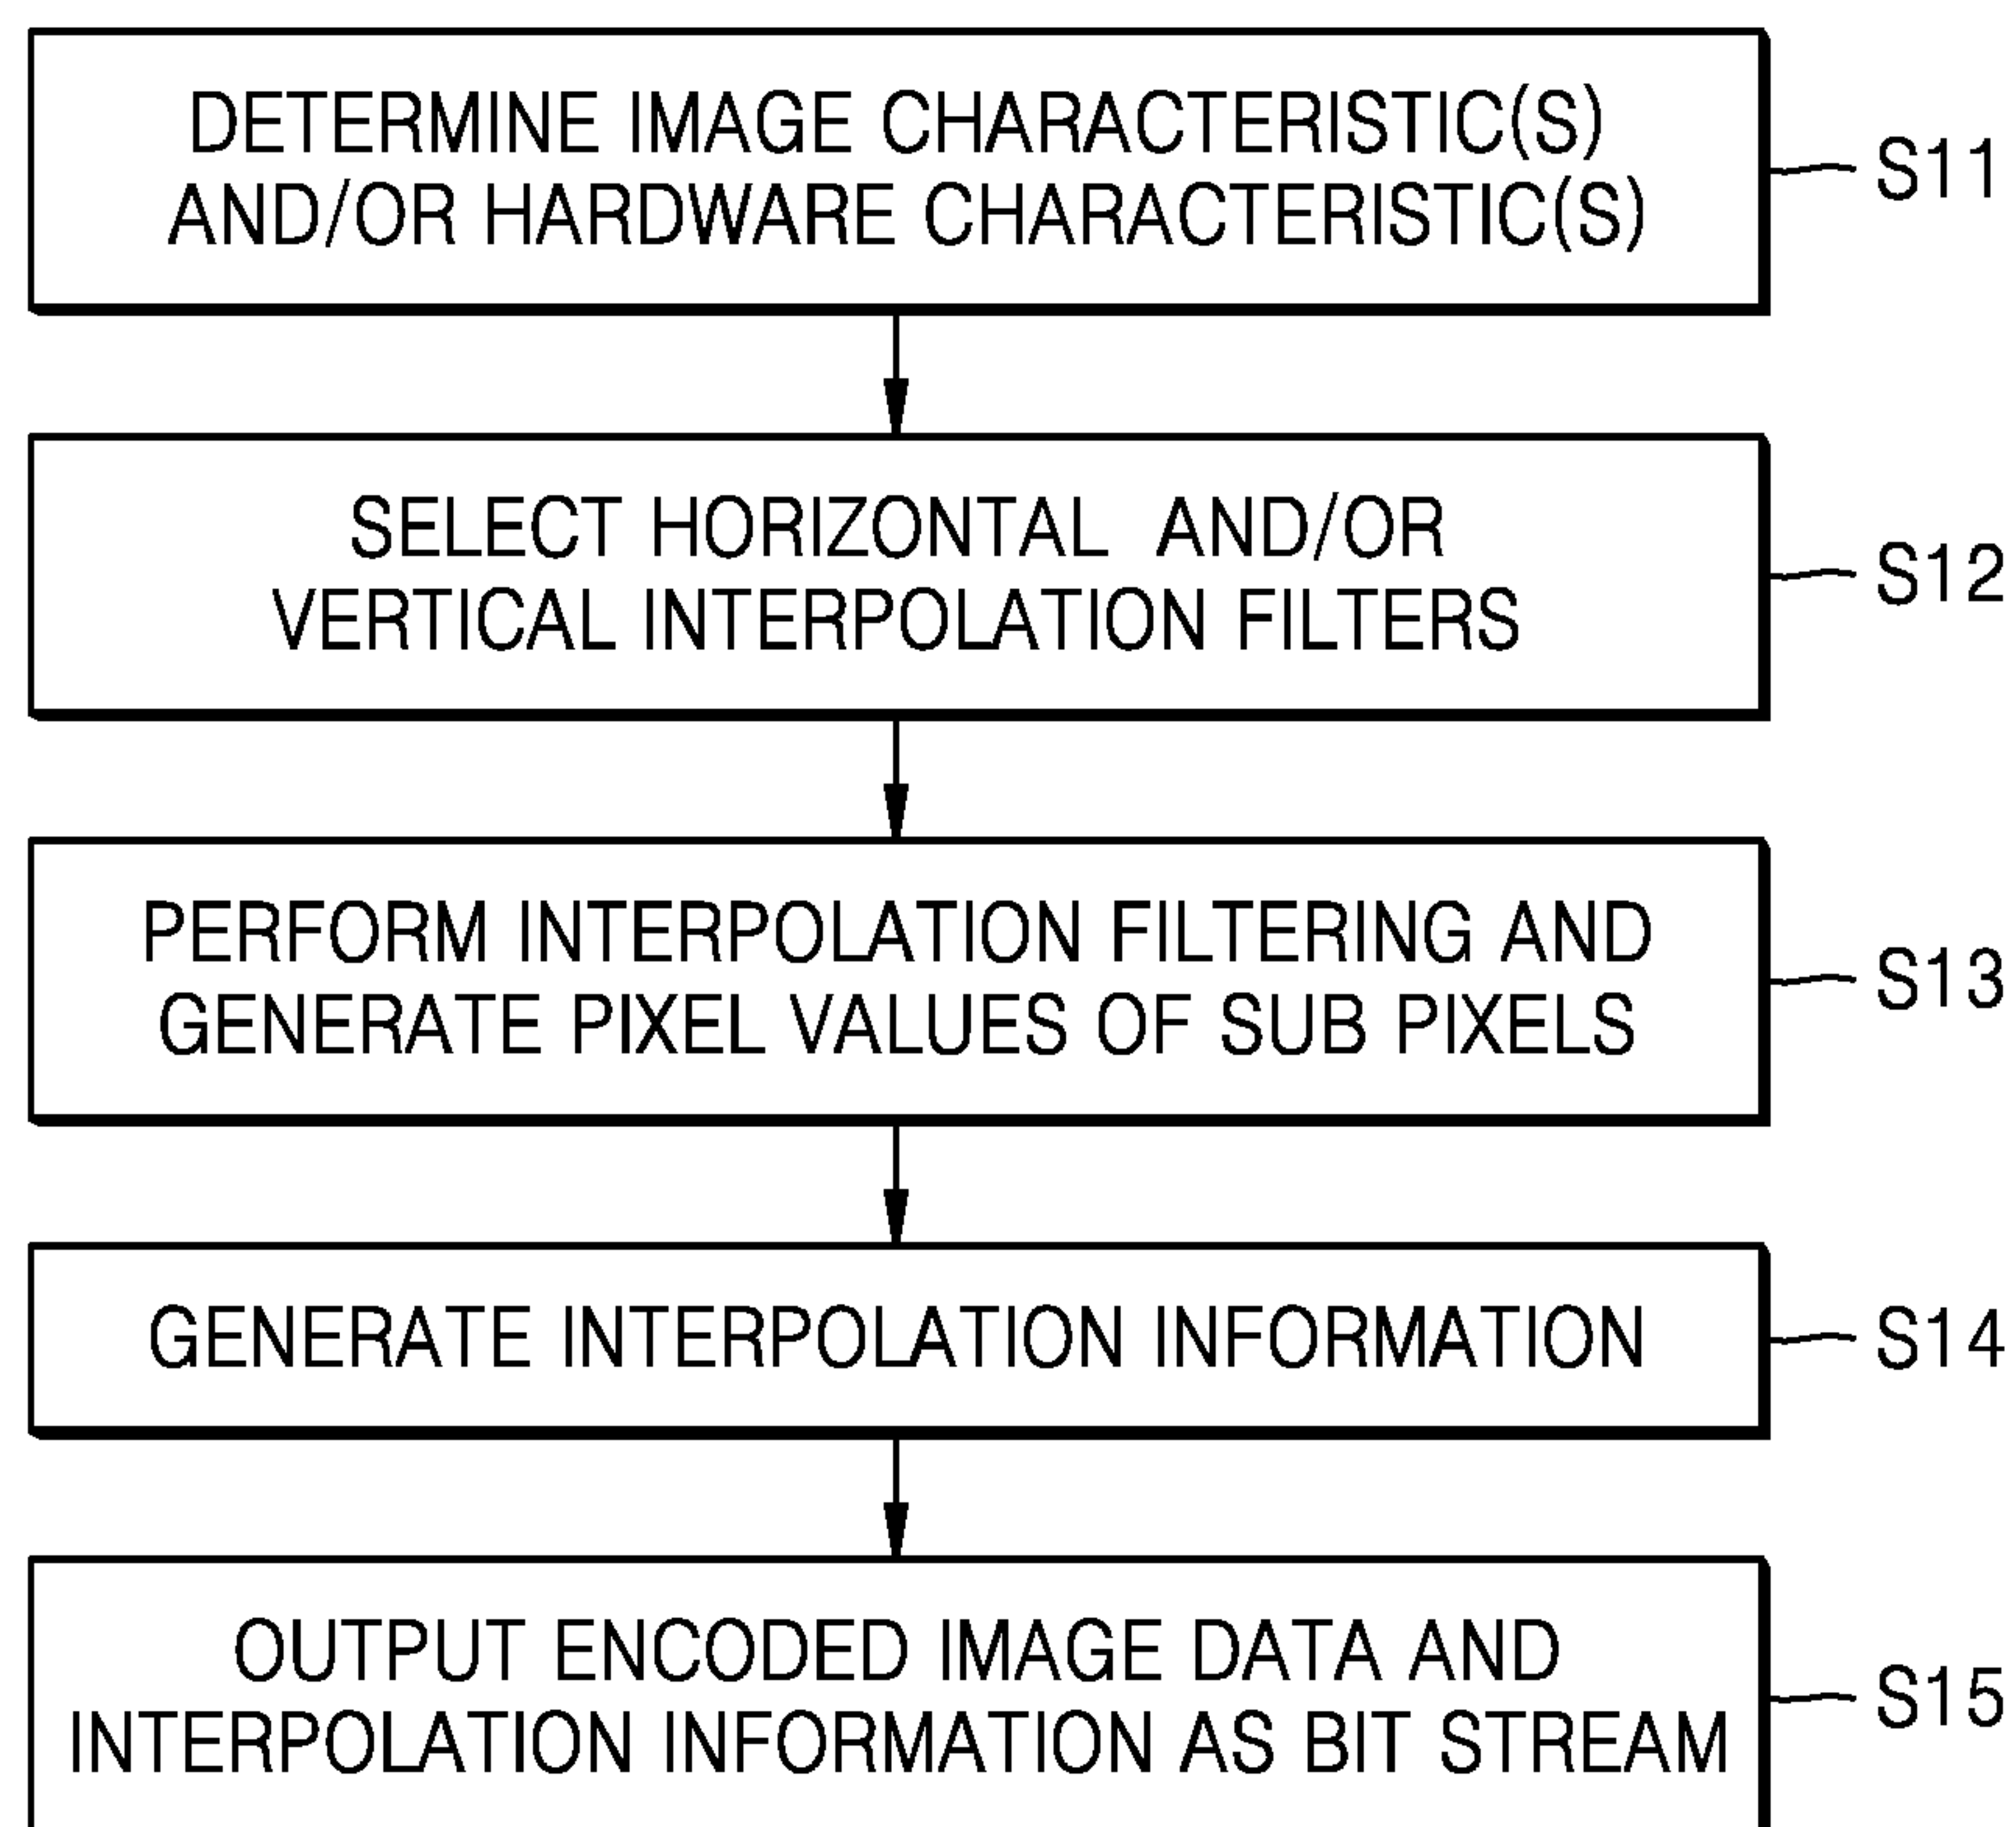 DETERMINE IMAGE CHARACTERISTIC(S)
AND/OR HARDWARE CHARACTERISTIC(S)
S11
SELECT HORIZONTAL AND/OR
VERTICAL INTERPOLATION FILTERS
S12
PERFORM INTERPOLATION FILTERING AND
GENERATE PIXEL VALUES OF SUB PIXELS
S13
GENERATE INTERPOLATION INFORMATION
S14
OUTPUT ENCODED IMAGE DATA AND
INTERPOLATION INFORMATION AS BIT STREAM
S15